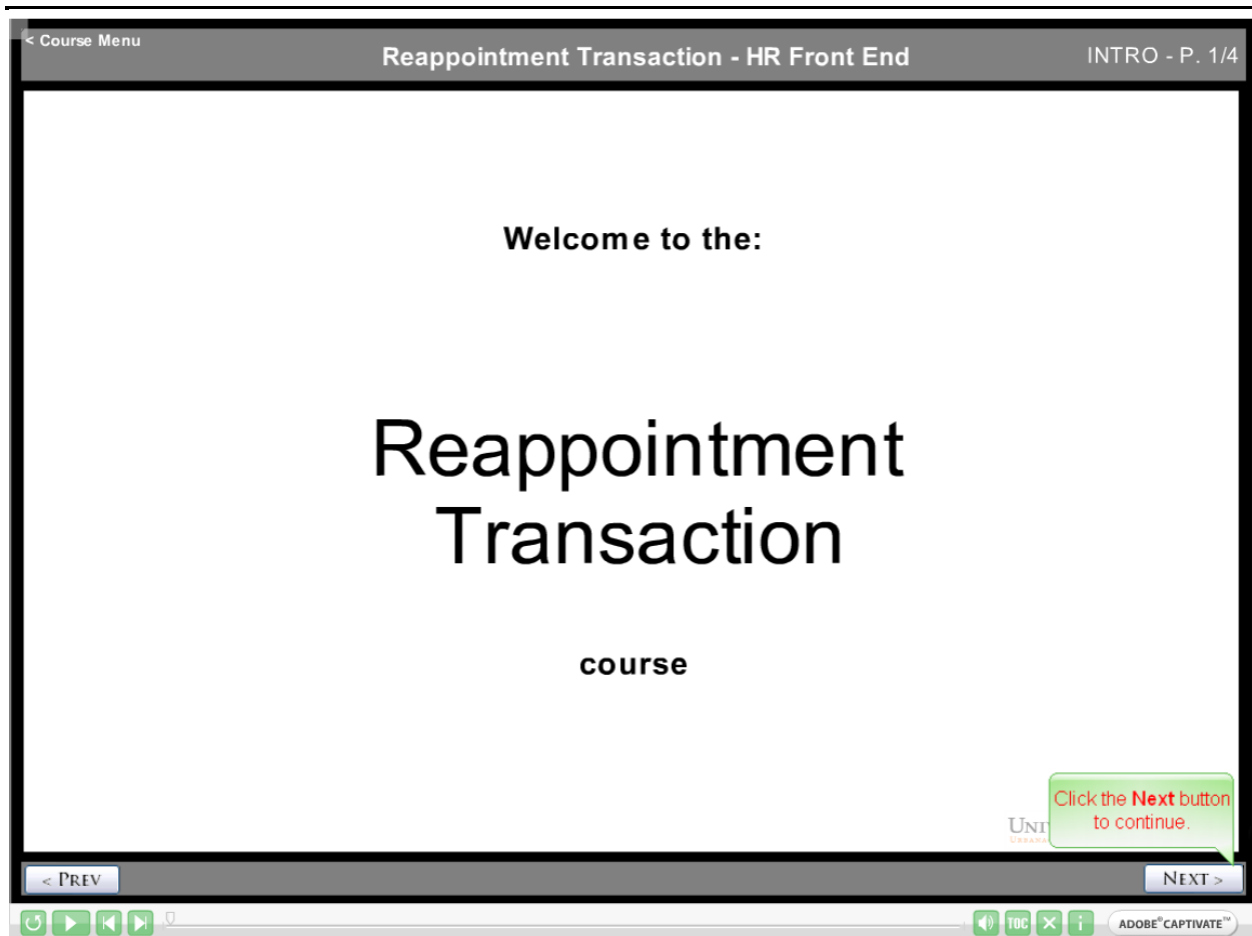 < Course Menu
Reappointment Transaction - HR Front End
INTRO - P. 1/4
Welcome to the:
Reappointment
Transaction
course
Click the Next button
to continue.
< PREV
NEXT >
TOC
i
ADOBE®CAPTIVATE™